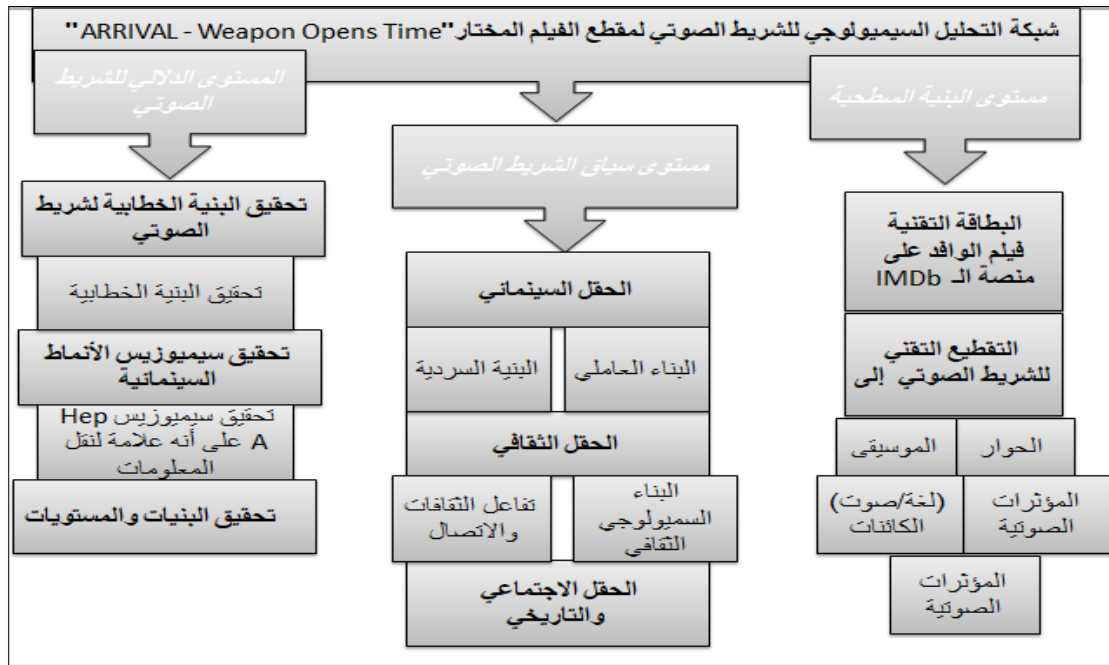 شبكة التحليل السيميولوجي للشريط الصوتي لمقطع الفيلم المختار"ARRIVAL - Weapon Opens Time"
مستوى البنية السطحية
البطاقة التقنية
فيلم الوافد على
منصة الـ IMDb
التقطيع التقني
للشريط الصوتي إلى
الحوار
الموسيقى
المؤثرات
الصوتية
(لغة/صوت)
الكائنات
المؤثرات
الصوتية
مستوى سياق الشريط الصوتي
الحقل السينماني
البناء العاملي
البنية السردية
الحقل الثقافي
البناء
السميولوجي
الثقافي
تفاعل الثقافات
والاتصال
الحقل الاجتماعي
والتاريخي
المستوى الدلالي للشريط
الصوتي
تحقيق البنية الخطابية لشريط
الصوتي
تحقيق البنية الخطابية
تحقيق سيميوزيس الأنماط
السينمانية
تحقيق سيميوزيس Hep
A على أنه علامة لنقل
المعلومات
تحقيق البنيات والمستويات